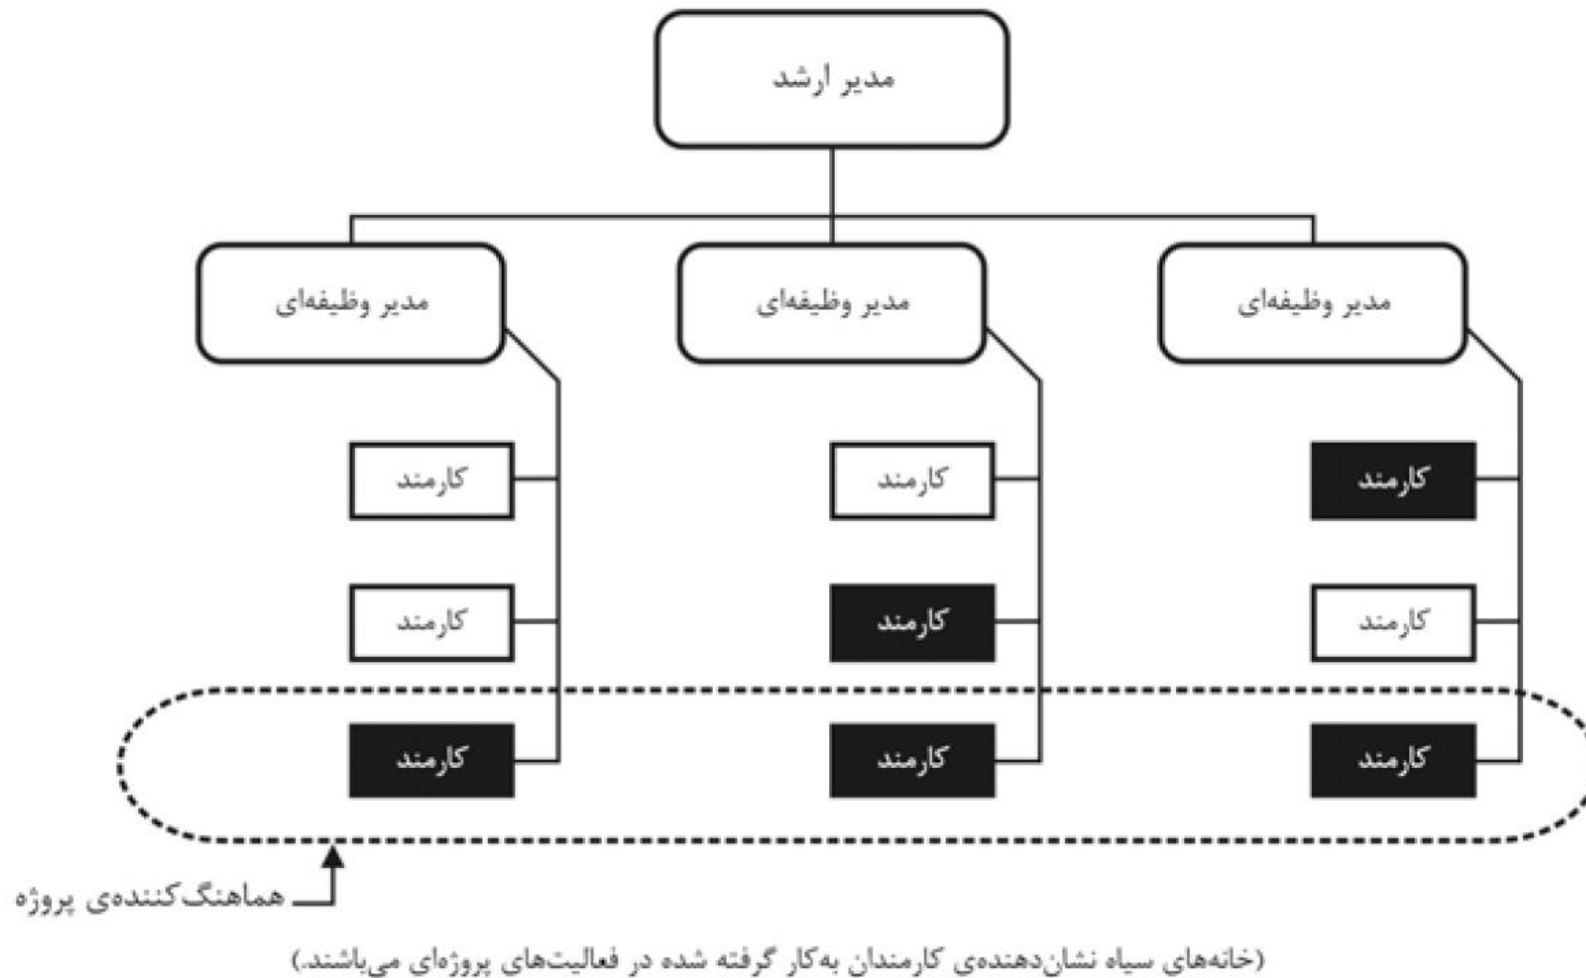 مدیر ارشد
مدیر وظیفه‌ای
مدیر وظیفه‌ای
مدیر وظیفه‌ای
کارمند
کارمند
کارمند
کارمند
کارمند
کارمند
کارمند
کارمند
کارمند
هماهنگ‌کننده‌ی پروژه
(خانه‌های سیاه نشان‌دهنده‌ی کارمندان به‌کار گرفته شده در فعالیت‌های پروژه‌ای می‌باشند.)